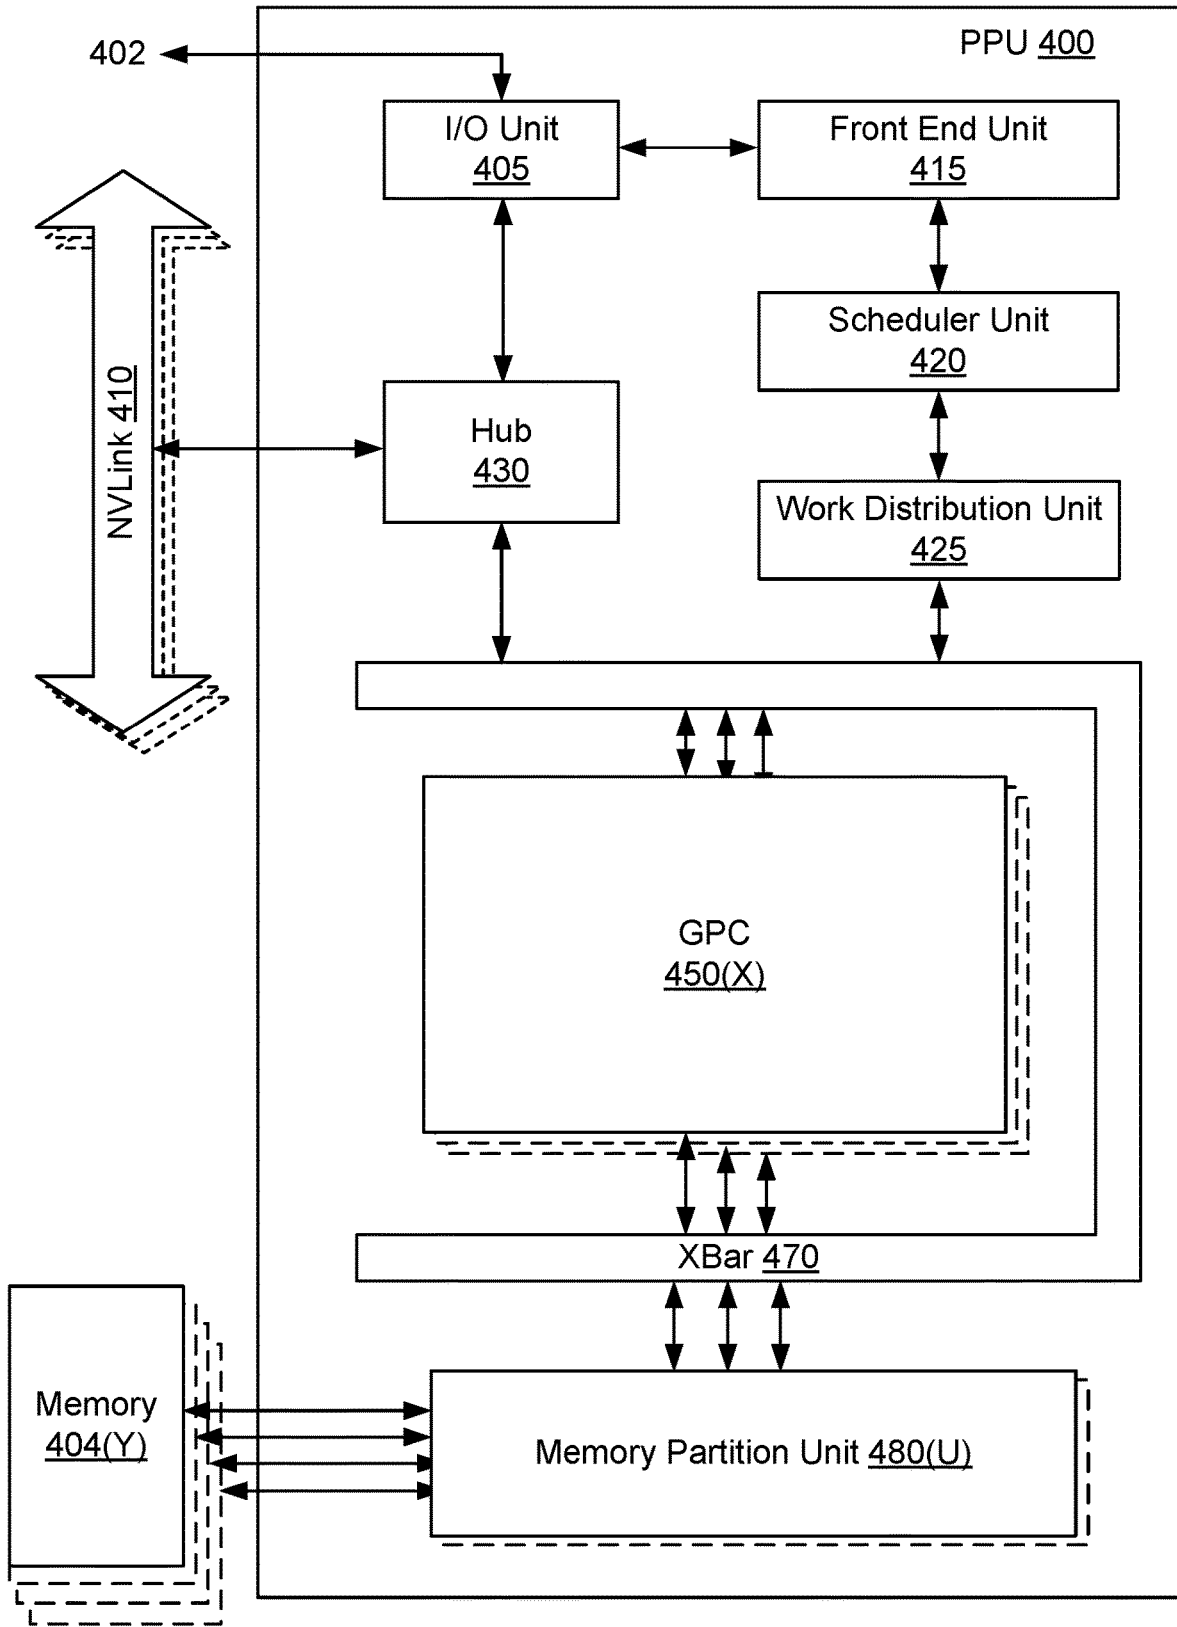 PPU 400
402
I/O Unit
405
Front End Unit
415
Scheduler Unit
420
NVLink 410
Hub
430
Work Distribution Unit
425
GPC
450(X)
XBar 470
Memory
404(Y)
Memory Partition Unit 480(U)